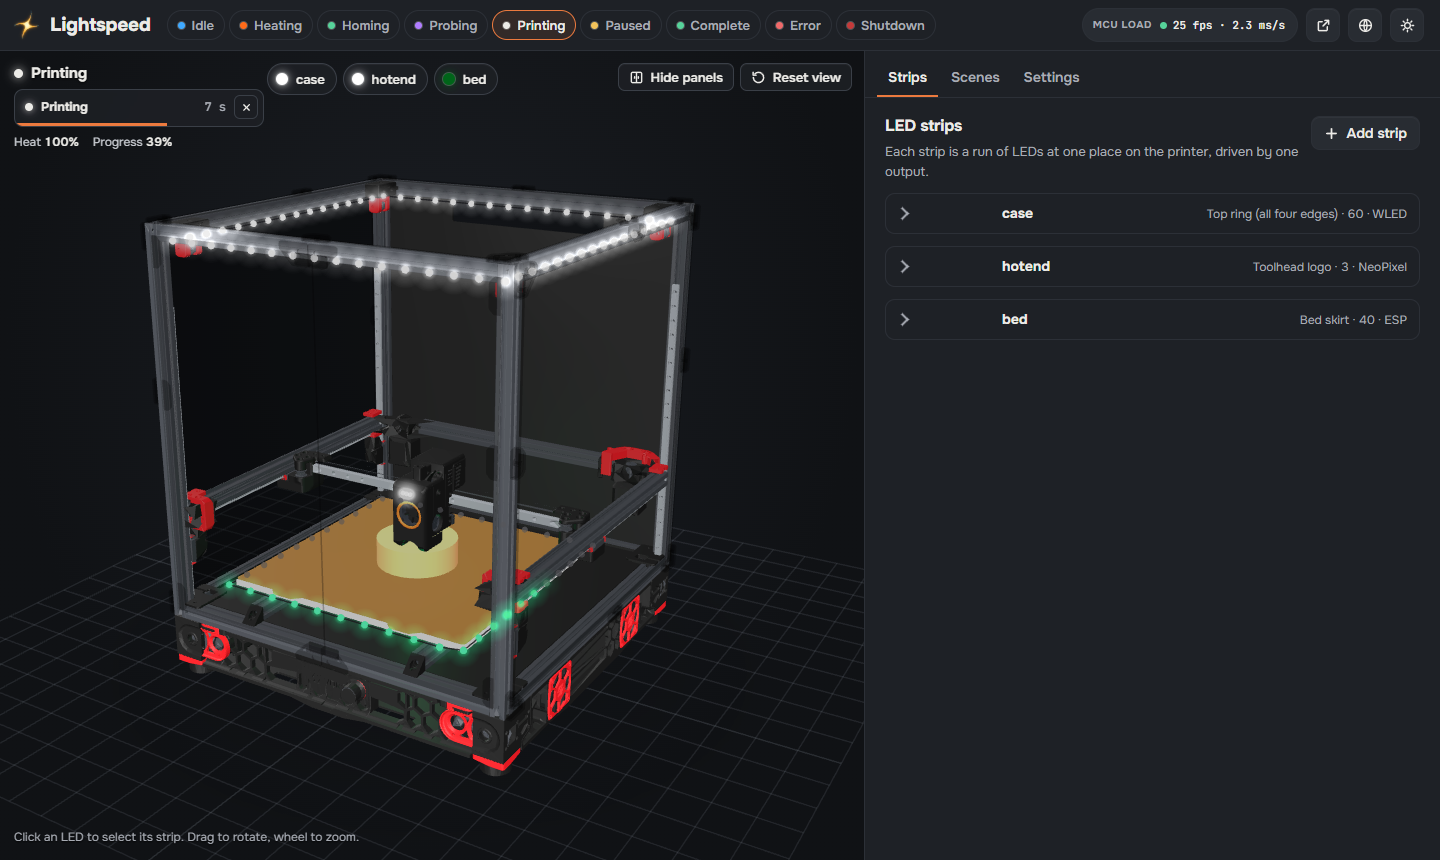 Lightspeed
Idle
Heating
Homing
Probing
Printing
Paused
Complete
Error
Shutdown
MCU LOAD 25 fps · 2.3 ms/s
Printing
case
hotend
bed
Hide panels
Reset view
Printing 7 s
Heat 100% Progress 39%
Strips
Scenes
Settings
LED strips
Each strip is a run of LEDs at one place on the printer, driven by one
output.
Add strip
case Top ring (all four edges) · 60 · WLED
hotend Toolhead logo · 3 · NeoPixel
bed Bed skirt · 40 · ESP
Click an LED to select its strip. Drag to rotate, wheel to zoom.